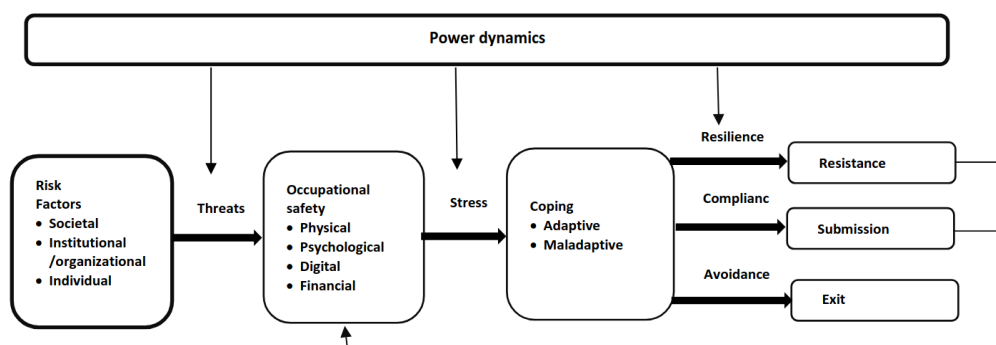 Power dynamics
Risk
Factors
• Societal
• Institutional
/organizational
• Individual
Threats
Occupational
safety
• Physical
• Psychological
• Digital
• Financial
Stress
Coping
• Adaptive
• Maladaptive
Resilience
Resistance
Complianc
Submission
Avoidance
Exit